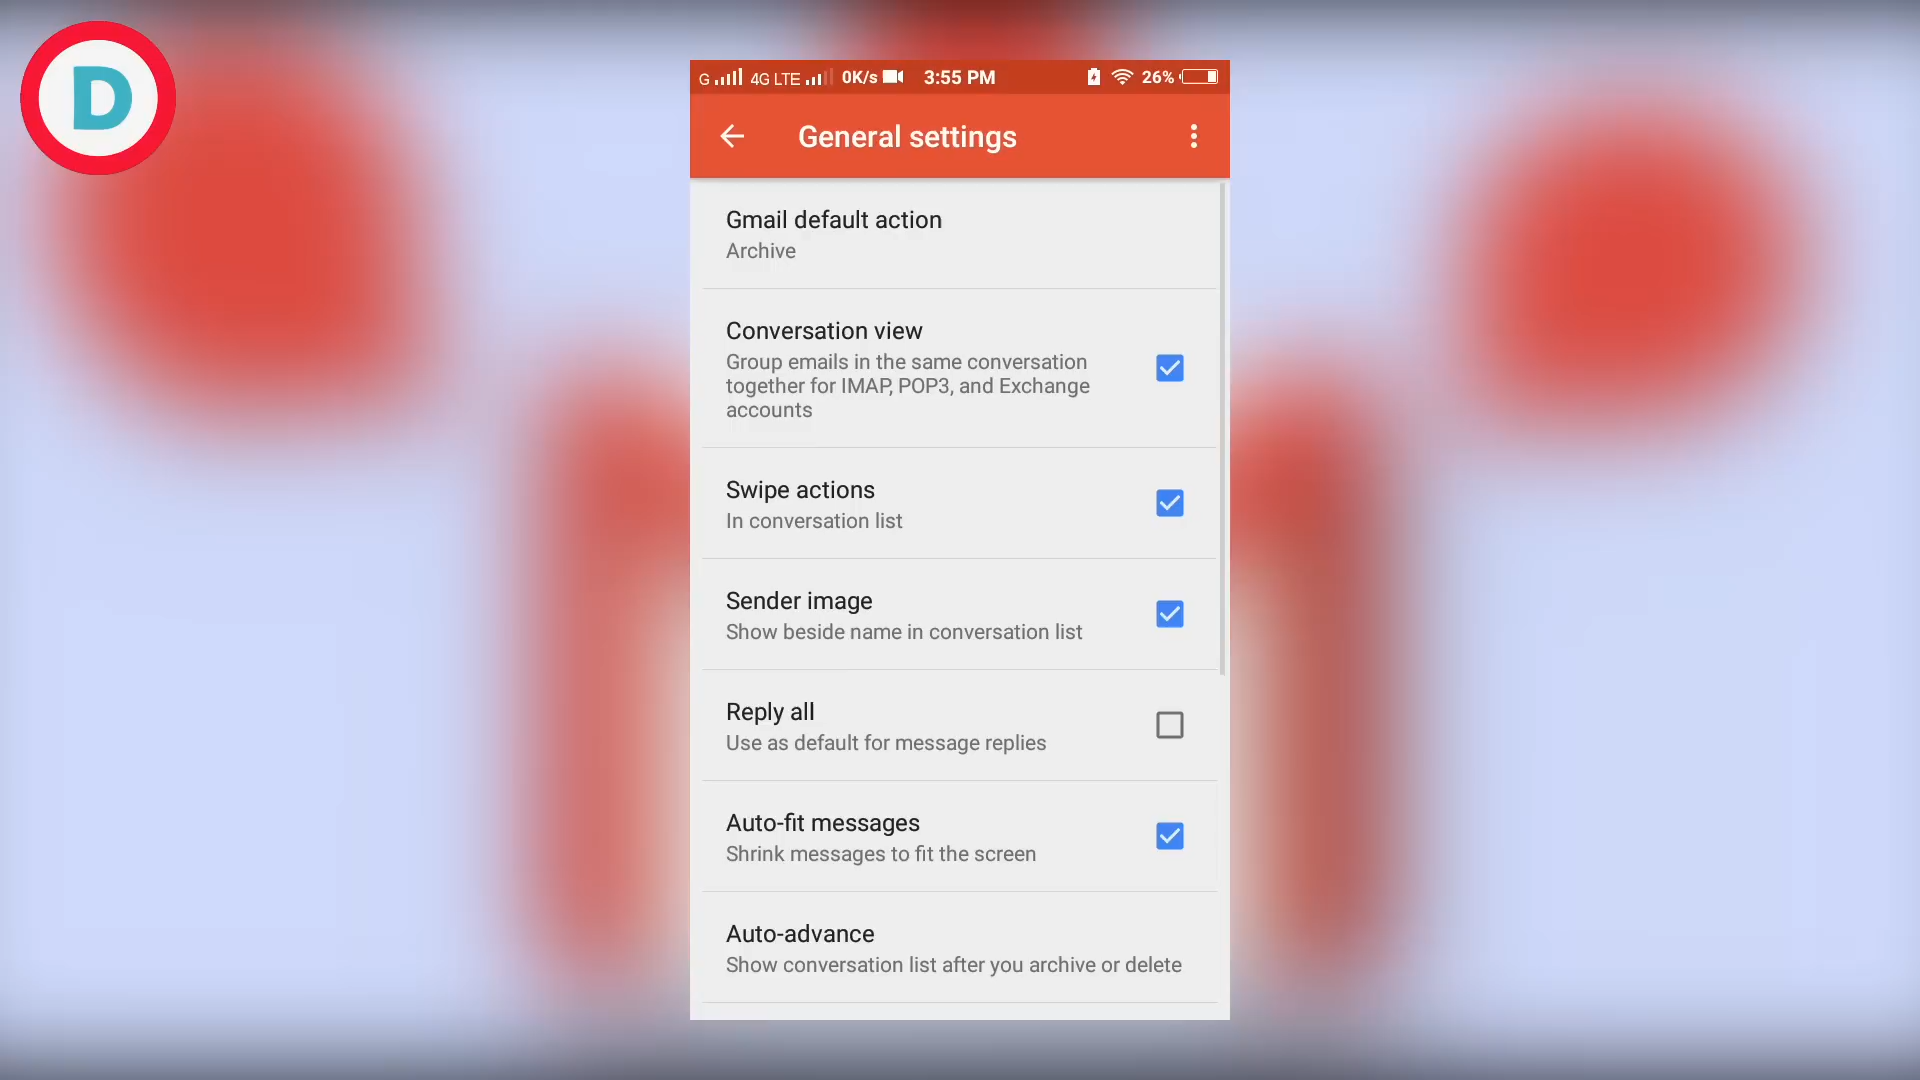 D
G 4G LTE 0K/s 3:55 PM 26%
General settings
Gmail default action
Archive
Conversation view
Group emails in the same conversation
together for IMAP, POP3, and Exchange
accounts
Swipe actions
In conversation list
Sender image
Show beside name in conversation list
Reply all
Use as default for message replies
Auto-fit messages
Shrink messages to fit the screen
Auto-advance
Show conversation list after you archive or delete